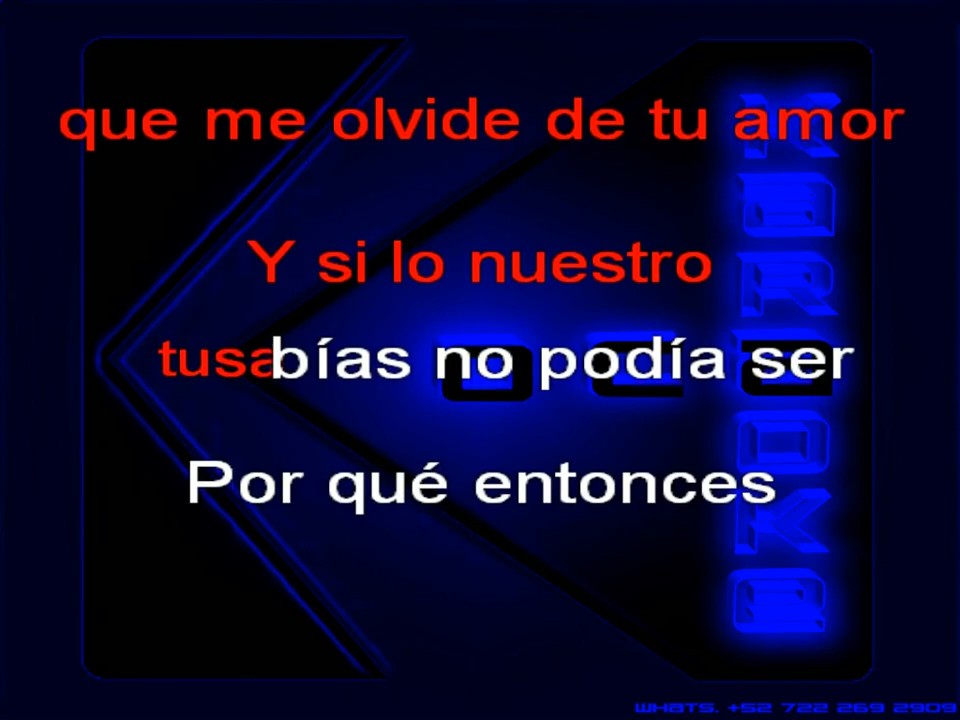 que me olvide de tu amor
Y si lo nuestro
tusabías no podía ser
Por qué entonces
WHATS. +52 722 269 2909